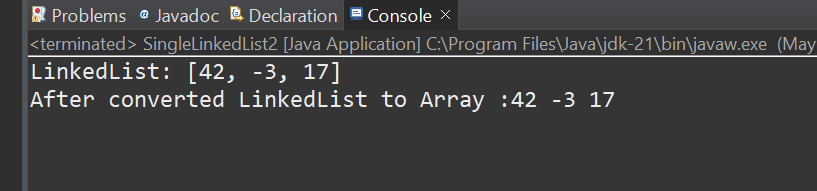 Problems @ Javadoc Declaration Console ×
<terminated> SingleLinkedList2 [Java Application] C:\Program Files\Java\jdk-21\bin\javaw.exe (May
LinkedList: [42, -3, 17]
After converted LinkedList to Array :42 -3 17